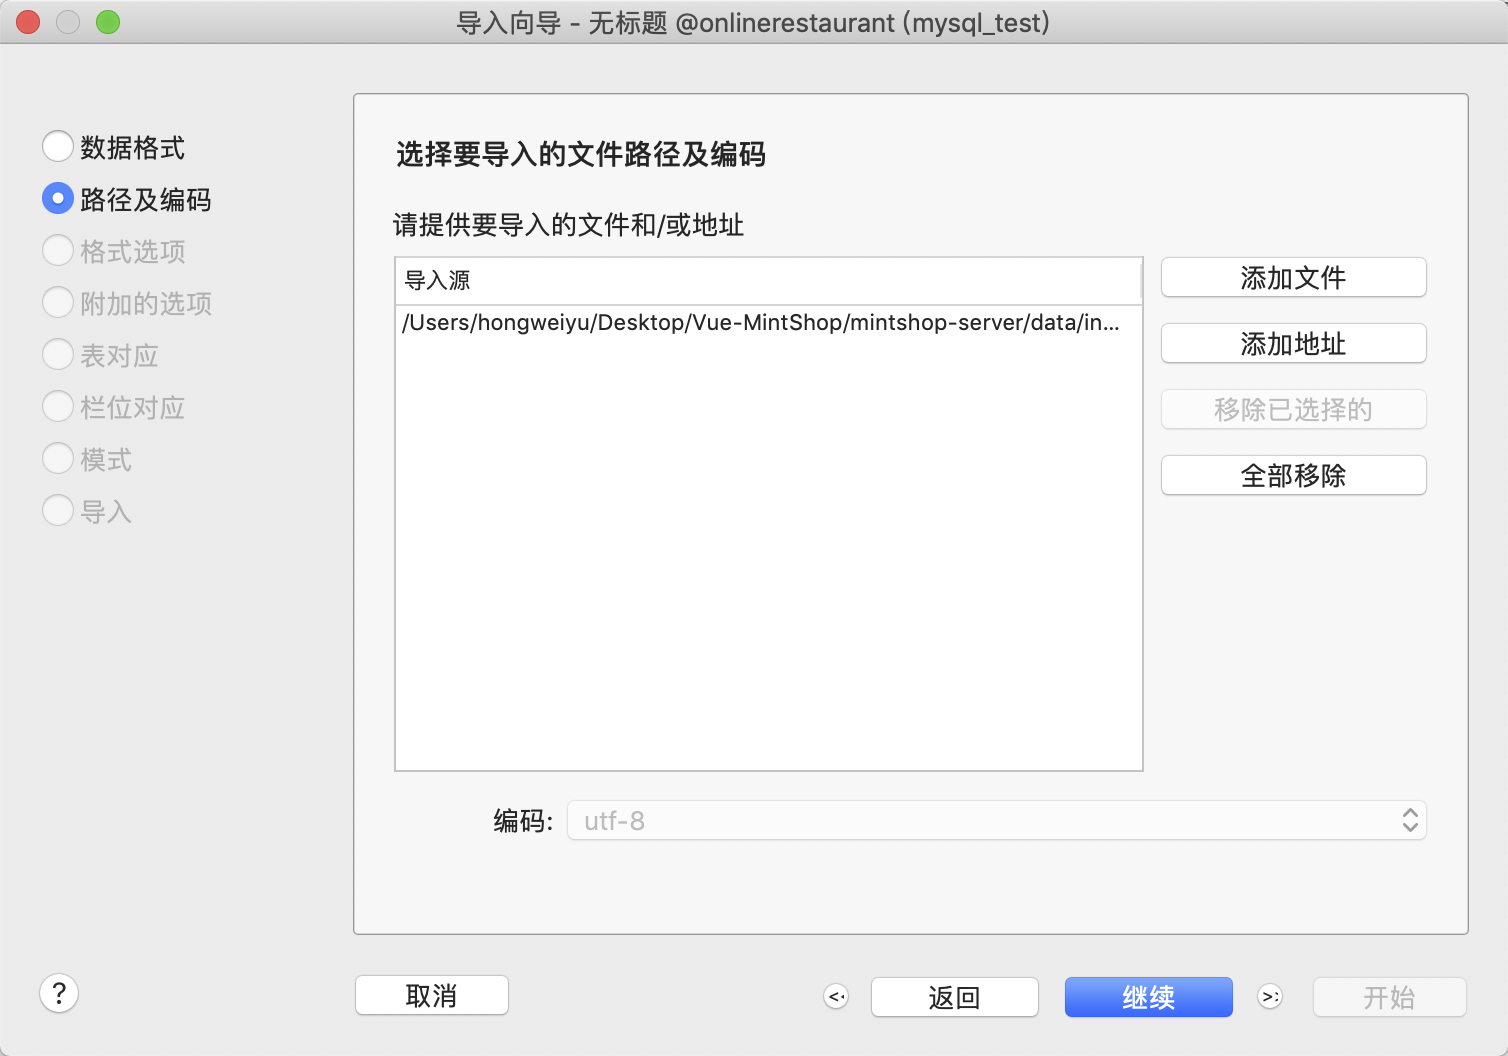 导入向导 - 无标题 @onlinerestaurant (mysql_test)
数据格式
路径及编码
格式选项
附加的选项
表对应
栏位对应
模式
导入
选择要导入的文件路径及编码
请提供要导入的文件和/或地址
导入源
/Users/hongweiyu/Desktop/Vue-MintShop/mintshop-server/data/in...
添加文件
添加地址
移除已选择的
全部移除
编码: utf-8
?
取消
返回
继续
开始